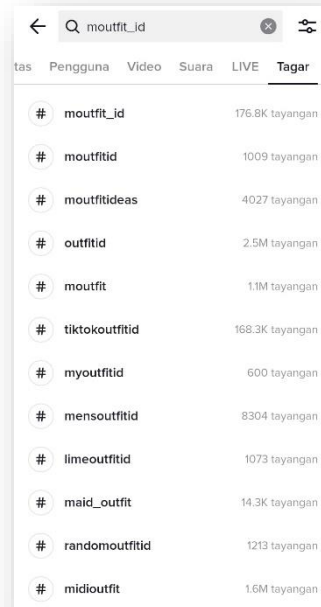 moutfit_id
tas Pengguna Video Suara LIVE Tagar
# moutfit_id 176.8K tayangan
# moutfitid 1009 tayangan
# moutfitideas 4027 tayangan
# outfitid 2.5M tayangan
# moutfit 1.1M tayangan
# tiktokoutfitid 168.3K tayangan
# myoutfitid 600 tayangan
# mensoutfitid 8304 tayangan
# limeoutfitid 1073 tayangan
# maid_outfit 14.3K tayangan
# randomoutfitid 1213 tayangan
# midioutfit 1.6M tayangan